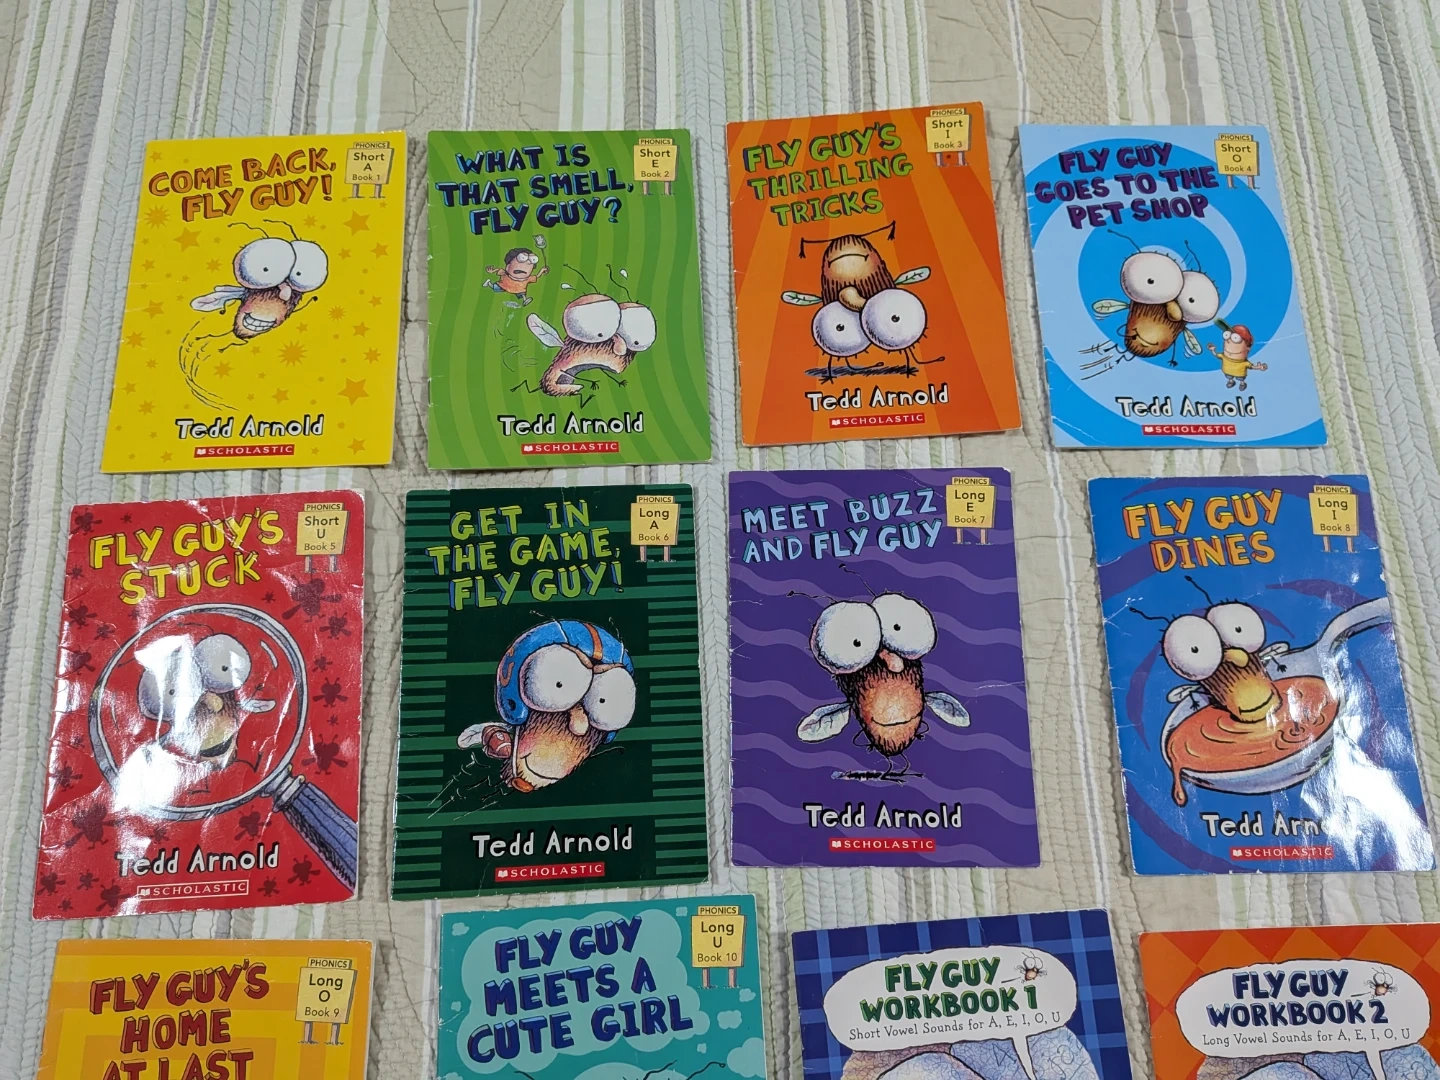 COME BACK,
FLY GUY!
PHONICS
Short
A
Book 1
Tedd Arnold
SCHOLASTIC
WHAT IS
THAT SMELL,
FLY GUY?
PHONICS
Short
E
Book 2
Tedd Arnold
SCHOLASTIC
FLY GUY'S
THRILLING
TRICKS
PHONICS
Short
I
Book 3
Tedd Arnold
SCHOLASTIC
FLY GUY
GOES TO THE
PET SHOP
PHONICS
Short
O
Book 4
Tedd Arnold
SCHOLASTIC
FLY GUY'S
STUCK
PHONICS
Short
U
Book 5
Tedd Arnold
SCHOLASTIC
GET IN
THE GAME,
FLY GUY!
PHONICS
Long
A
Book 6
Tedd Arnold
SCHOLASTIC
MEET BUZZ
AND FLY GUY
PHONICS
Long
E
Book 7
Tedd Arnold
SCHOLASTIC
FLY GUY
DINES
PHONICS
Long
I
Book 8
Tedd Arno
SCHOLASTIC
FLY GUY'S
HOME
AT LAST
PHONICS
Long
O
Book 9
FLY GUY
MEETS A
CUTE GIRL
PHONICS
Long
U
Book 10
FLY GUY
WORKBOOK 1
Short Vowel Sounds for A, E, I, O, U
FLY GUY
WORKBOOK 2
Long Vowel Sounds for A, E, I, O, U